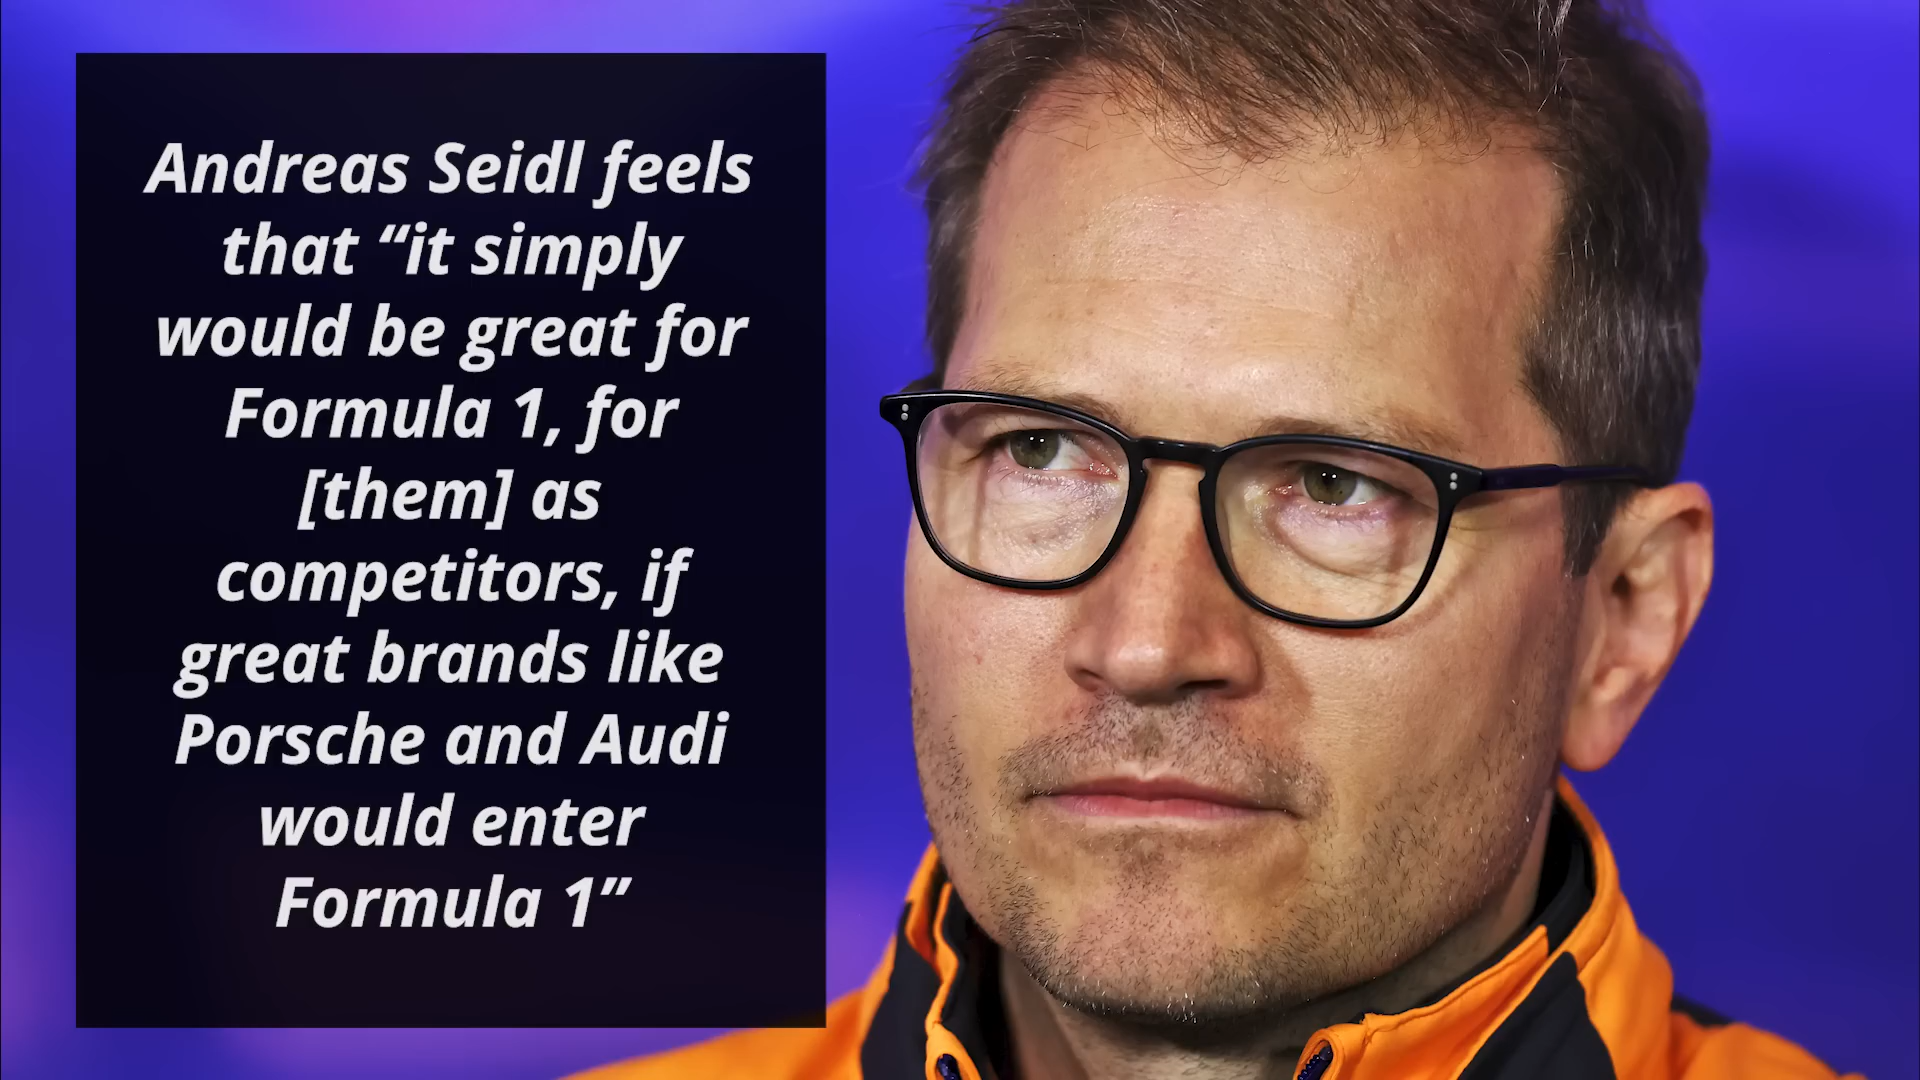 Andreas Seidl feels
that “it simply
would be great for
Formula 1, for
[them] as
competitors, if
great brands like
Porsche and Audi
would enter
Formula 1”